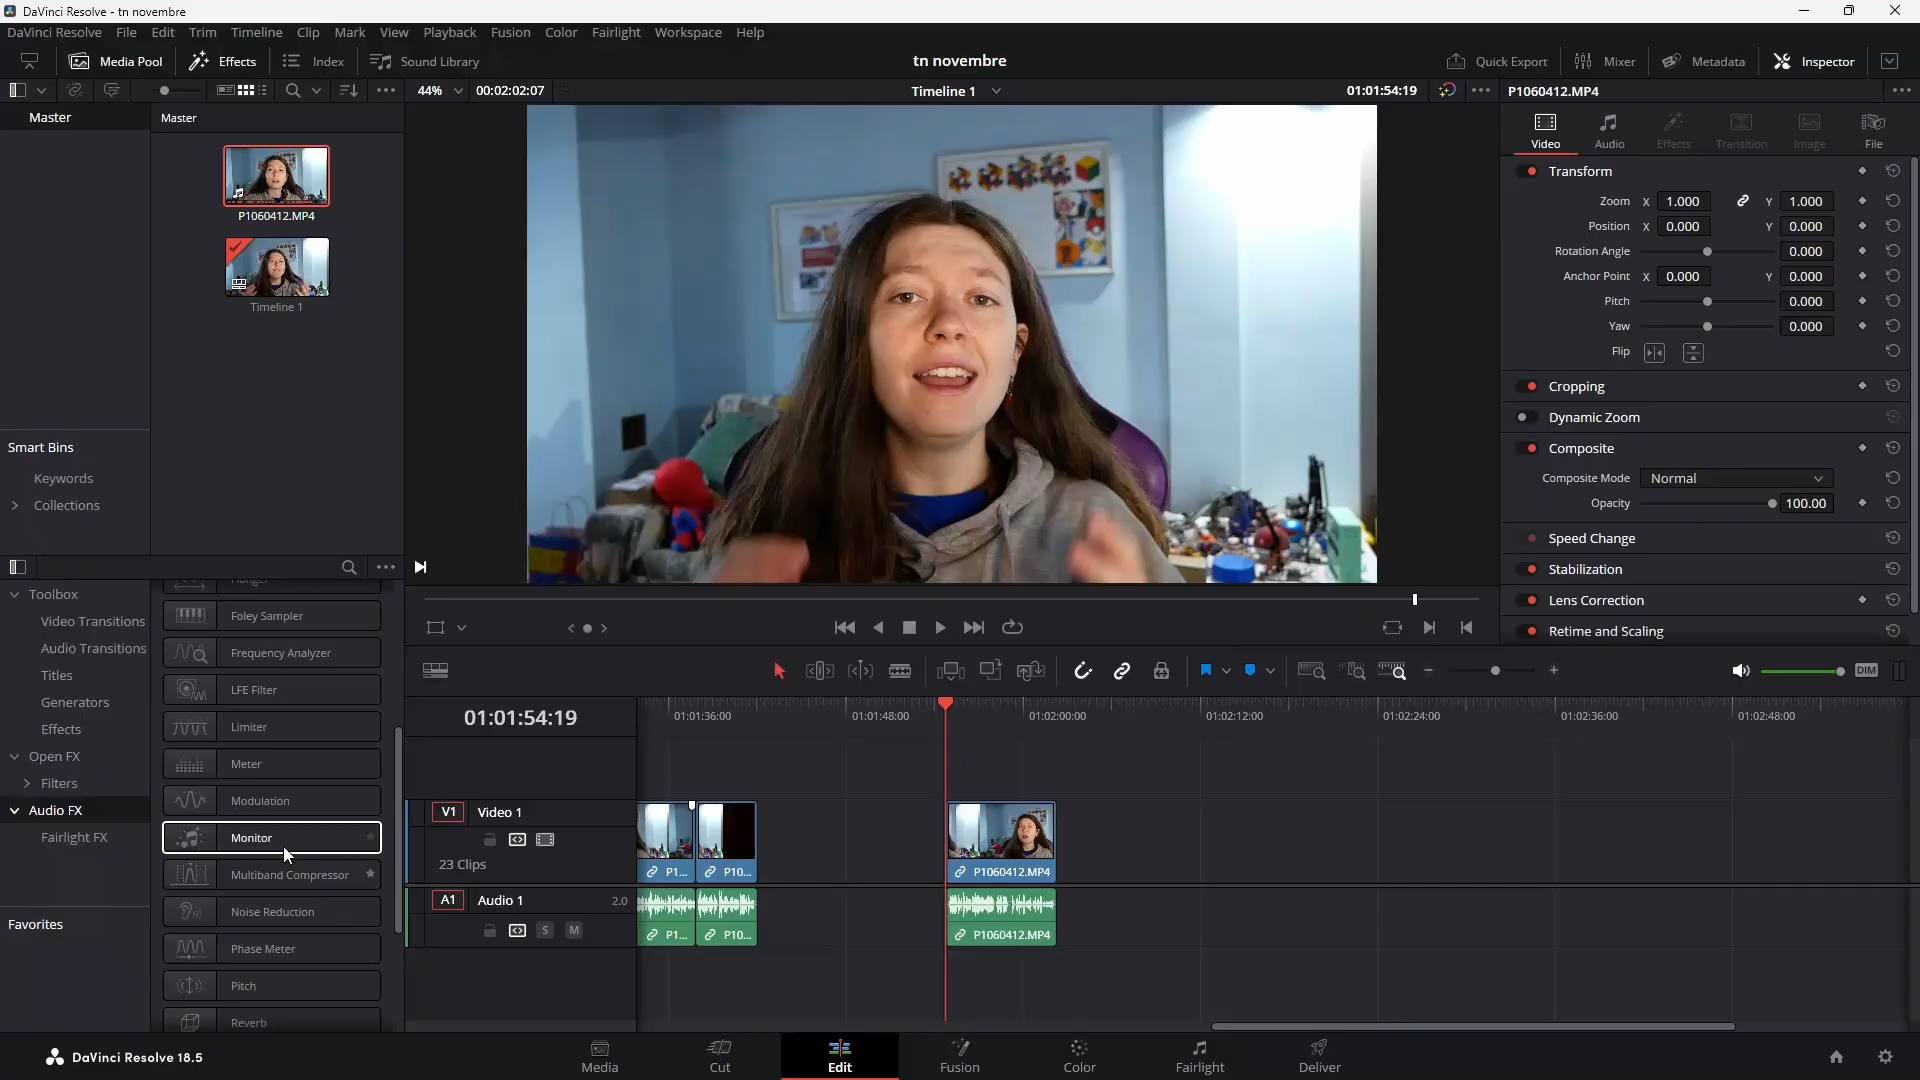 DaVinci Resolve - tn novembre
DaVinci Resolve File Edit Trim Timeline Clip Mark View Playback Fusion Color Fairlight Workspace Help
Media Pool Effects Index Sound Library tn novembre Quick Export Mixer Metadata Inspector
44% 00:02:02:07 Timeline 1 01:01:54:19 P1060412.MP4
Master
Master
P1060412.MP4
Timeline 1
Smart Bins
Keywords
Collections
Video Audio Effects Transition Image File
Transform
Zoom X 1.000 Y 1.000
Position X 0.000 Y 0.000
Rotation Angle 0.000
Anchor Point X 0.000 Y 0.000
Pitch 0.000
Yaw 0.000
Flip
Cropping
Dynamic Zoom
Composite
Composite Mode Normal
Opacity 100.00
Speed Change
Stabilization
Lens Correction
Retime and Scaling
Toolbox
Video Transitions
Audio Transitions
Titles
Generators
Effects
Open FX
Filters
Audio FX
Fairlight FX
Favorites
Foley Sampler
Frequency Analyzer
LFE Filter
Limiter
Meter
Modulation
Monitor
Multiband Compressor
Noise Reduction
Phase Meter
Pitch
Reverb
DIM
01:01:54:19
01:01:36:00 01:01:48:00 01:02:00:00 01:02:12:00 01:02:24:00 01:02:36:00 01:02:48:00
V1 Video 1
23 Clips
P1... P10... P1060412.MP4
A1 Audio 1 2.0
S M
P1... P10... P1060412.MP4
DaVinci Resolve 18.5
Media Cut Edit Fusion Color Fairlight Deliver